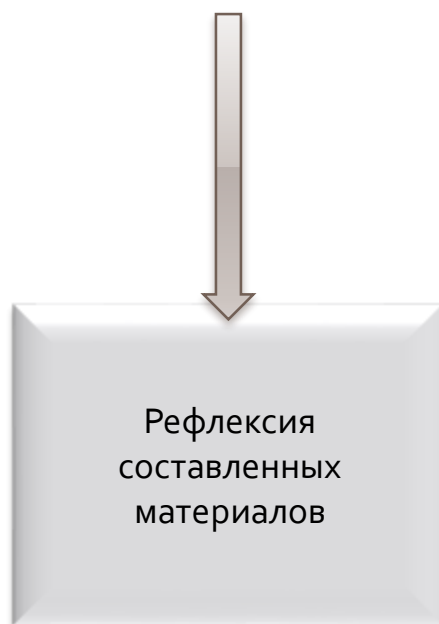 Рефлексия
составленных
материалов